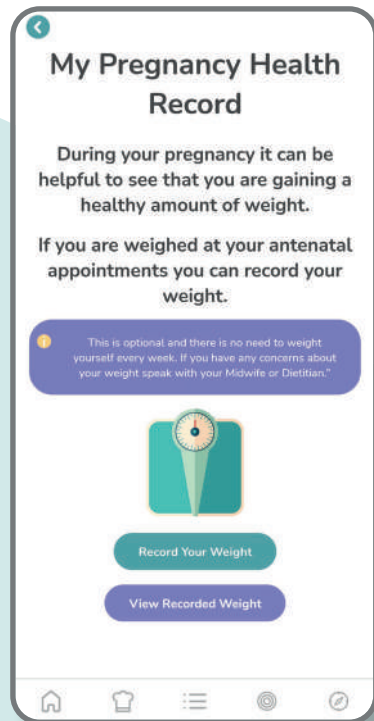 My Pregnancy Health
Record
During your pregnancy it can be
helpful to see that you are gaining a
healthy amount of weight.
If you are weighed at your antenatal
appointments you can record your
weight.
This is optional and there is no need to weight
yourself every week. If you have any concerns about
your weight speak with your Midwife or Dietitian."
Record Your Weight
View Recorded Weight